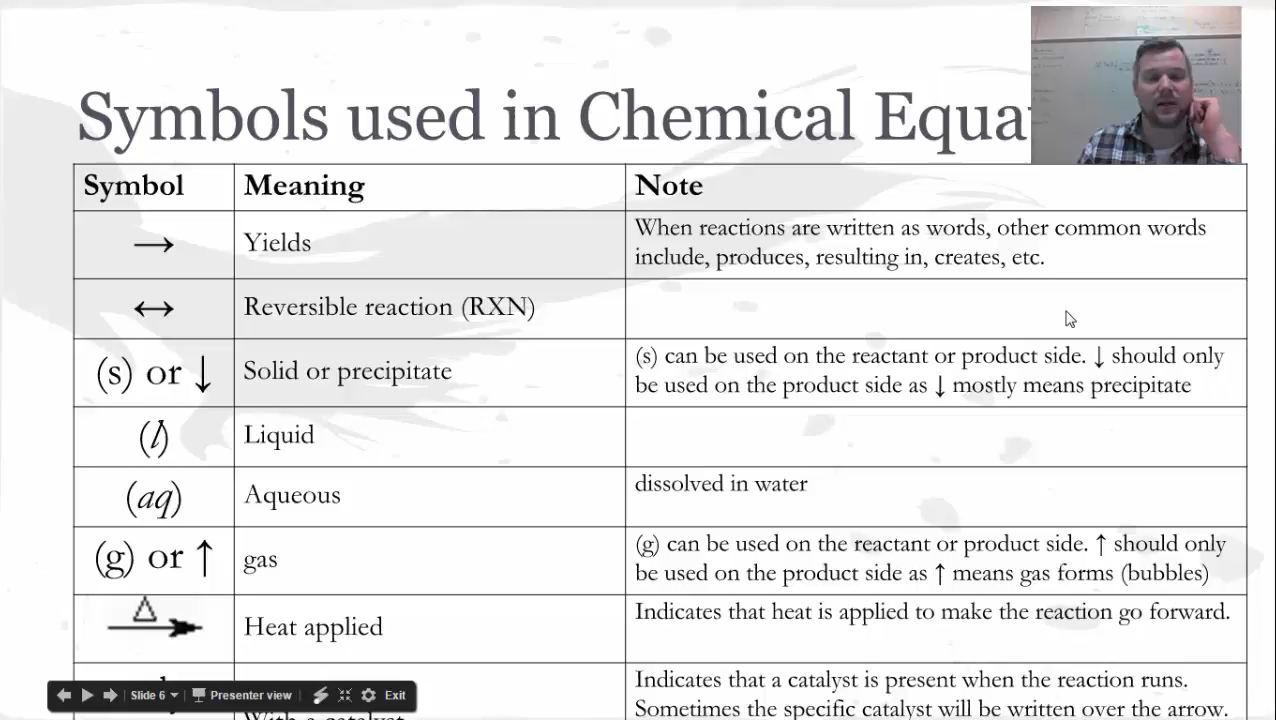 Symbols used in Chemical Equa
Symbol Meaning Note
→ Yields When reactions are written as words, other common words
include, produces, resulting in, creates, etc.
↔ Reversible reaction (RXN)
(s) or ↓ Solid or precipitate (s) can be used on the reactant or product side. ↓ should only
be used on the product side as ↓ mostly means precipitate
(l) Liquid
(aq) Aqueous dissolved in water
(g) or ↑ gas (g) can be used on the reactant or product side. ↑ should only
be used on the product side as ↑ means gas forms (bubbles)
Δ Heat applied Indicates that heat is applied to make the reaction go forward.
With a catalyst Indicates that a catalyst is present when the reaction runs.
Sometimes the specific catalyst will be written over the arrow.
Slide 6 Presenter view Exit